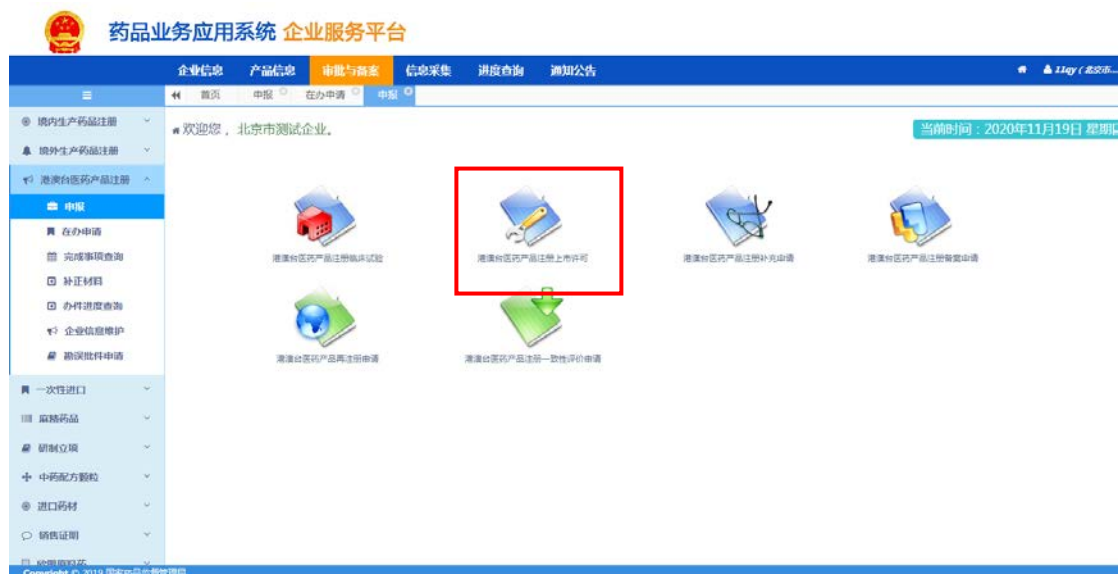 药品业务应用系统 企业服务平台
企业信息 产品信息 审批与备案 信息采集 进度查询 通知公告
首页 申报 在办申请 申报
境内生产药品注册
欢迎您，北京市测试企业。
当前时间：2020年11月19日 星期
境外生产药品注册
港澳台医药产品注册
申报
在办申请
完成事项查询
补正材料
办件进度查询
企业信息维护
勘误批件申请
港澳台医药产品注册临床试验
港澳台医药产品注册上市许可
港澳台医药产品注册补充申请
港澳台医药产品注册备案申请
港澳台医药产品再注册申请
港澳台医药产品注册一致性评价申请
一次性进口
麻精药品
研制立项
中药配方颗粒
进口药材
销售证明
Copyright © 2019 国家药品监督管理局